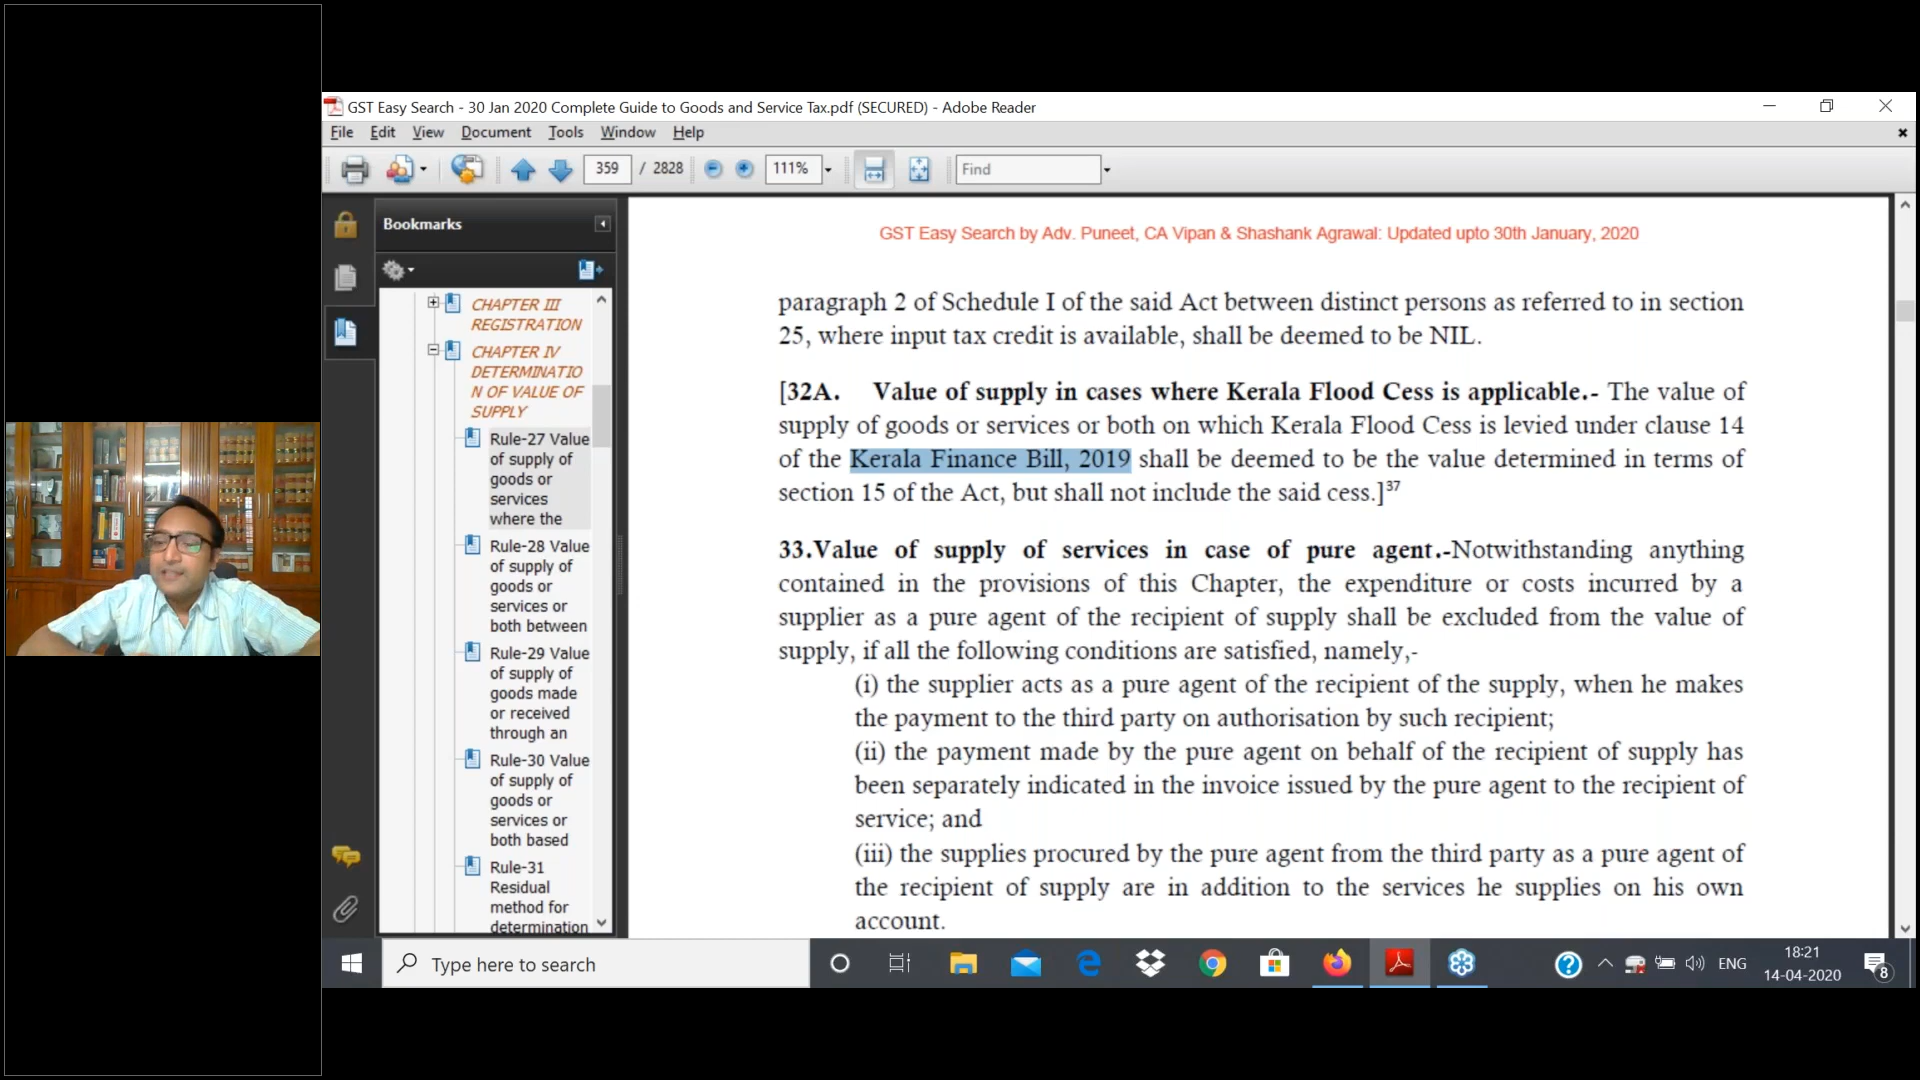 GST Easy Search - 30 Jan 2020 Complete Guide to Goods and Service Tax.pdf (SECURED) - Adobe Reader
File Edit View Document Tools Window Help
359 / 2828 111% Find
Bookmarks
CHAPTER III
REGISTRATION
CHAPTER IV
DETERMINATIO
N OF VALUE OF
SUPPLY
Rule-27 Value
of supply of
goods or
services
where the
Rule-28 Value
of supply of
goods or
services or
both between
Rule-29 Value
of supply of
goods made
or received
through an
Rule-30 Value
of supply of
goods or
services or
both based
Rule-31
Residual
method for
determination
GST Easy Search by Adv. Puneet, CA Vipan & Shashank Agrawal: Updated upto 30th January, 2020
paragraph 2 of Schedule I of the said Act between distinct persons as referred to in section
25, where input tax credit is available, shall be deemed to be NIL.
[32A. Value of supply in cases where Kerala Flood Cess is applicable.- The value of
supply of goods or services or both on which Kerala Flood Cess is levied under clause 14
of the Kerala Finance Bill, 2019 shall be deemed to be the value determined in terms of
section 15 of the Act, but shall not include the said cess.]37
33.Value of supply of services in case of pure agent.-Notwithstanding anything
contained in the provisions of this Chapter, the expenditure or costs incurred by a
supplier as a pure agent of the recipient of supply shall be excluded from the value of
supply, if all the following conditions are satisfied, namely,-
(i) the supplier acts as a pure agent of the recipient of the supply, when he makes
the payment to the third party on authorisation by such recipient;
(ii) the payment made by the pure agent on behalf of the recipient of supply has
been separately indicated in the invoice issued by the pure agent to the recipient of
service; and
(iii) the supplies procured by the pure agent from the third party as a pure agent of
the recipient of supply are in addition to the services he supplies on his own
account.
Type here to search
ENG
18:21
14-04-2020
8